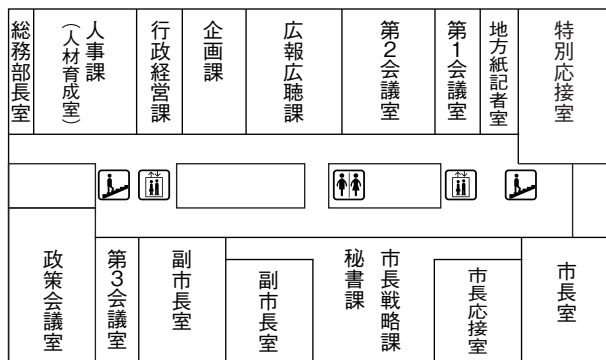 総務部長室
人事課
（人材育成室）
行政経営課
企画課
広報広聴課
第2会議室
第1会議室
地方紙記者室
特別応接室
政策会議室
第3会議室
副市長室
副市長室
秘書課
市長戦略課
市長応接室
市長室